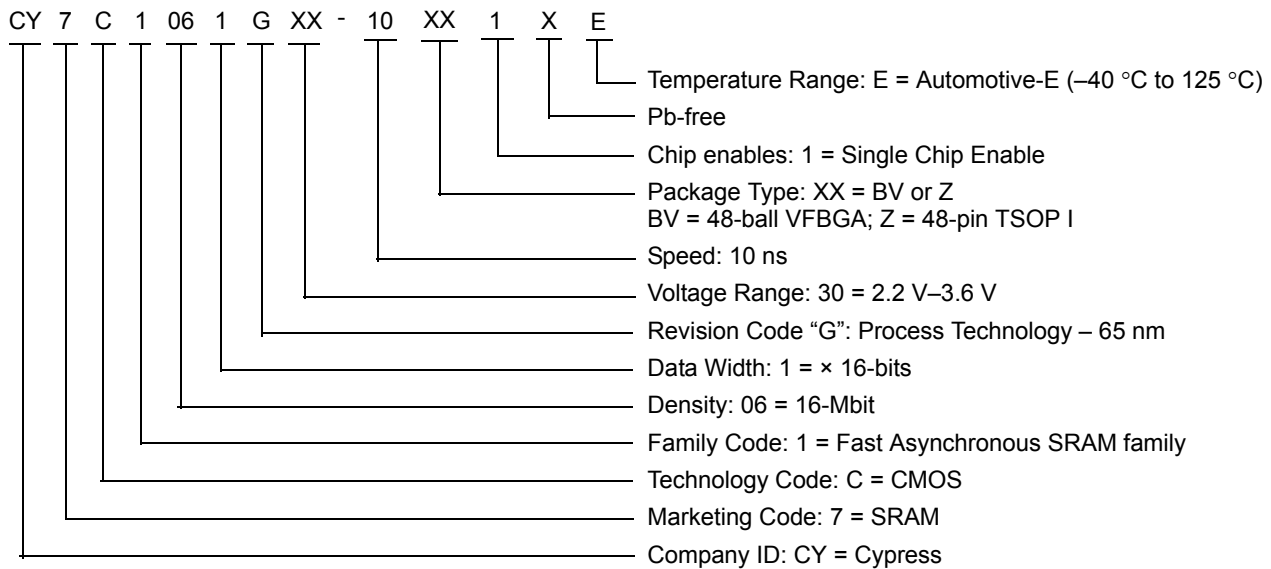 CY 7 C 1 06 1 G XX - 10 XX 1 X E
Temperature Range: E = Automotive-E (–40 °C to 125 °C)
Pb-free
Chip enables: 1 = Single Chip Enable
Package Type: XX = BV or Z
BV = 48-ball VFBGA; Z = 48-pin TSOP I
Speed: 10 ns
Voltage Range: 30 = 2.2 V–3.6 V
Revision Code “G”: Process Technology – 65 nm
Data Width: 1 = × 16-bits
Density: 06 = 16-Mbit
Family Code: 1 = Fast Asynchronous SRAM family
Technology Code: C = CMOS
Marketing Code: 7 = SRAM
Company ID: CY = Cypress